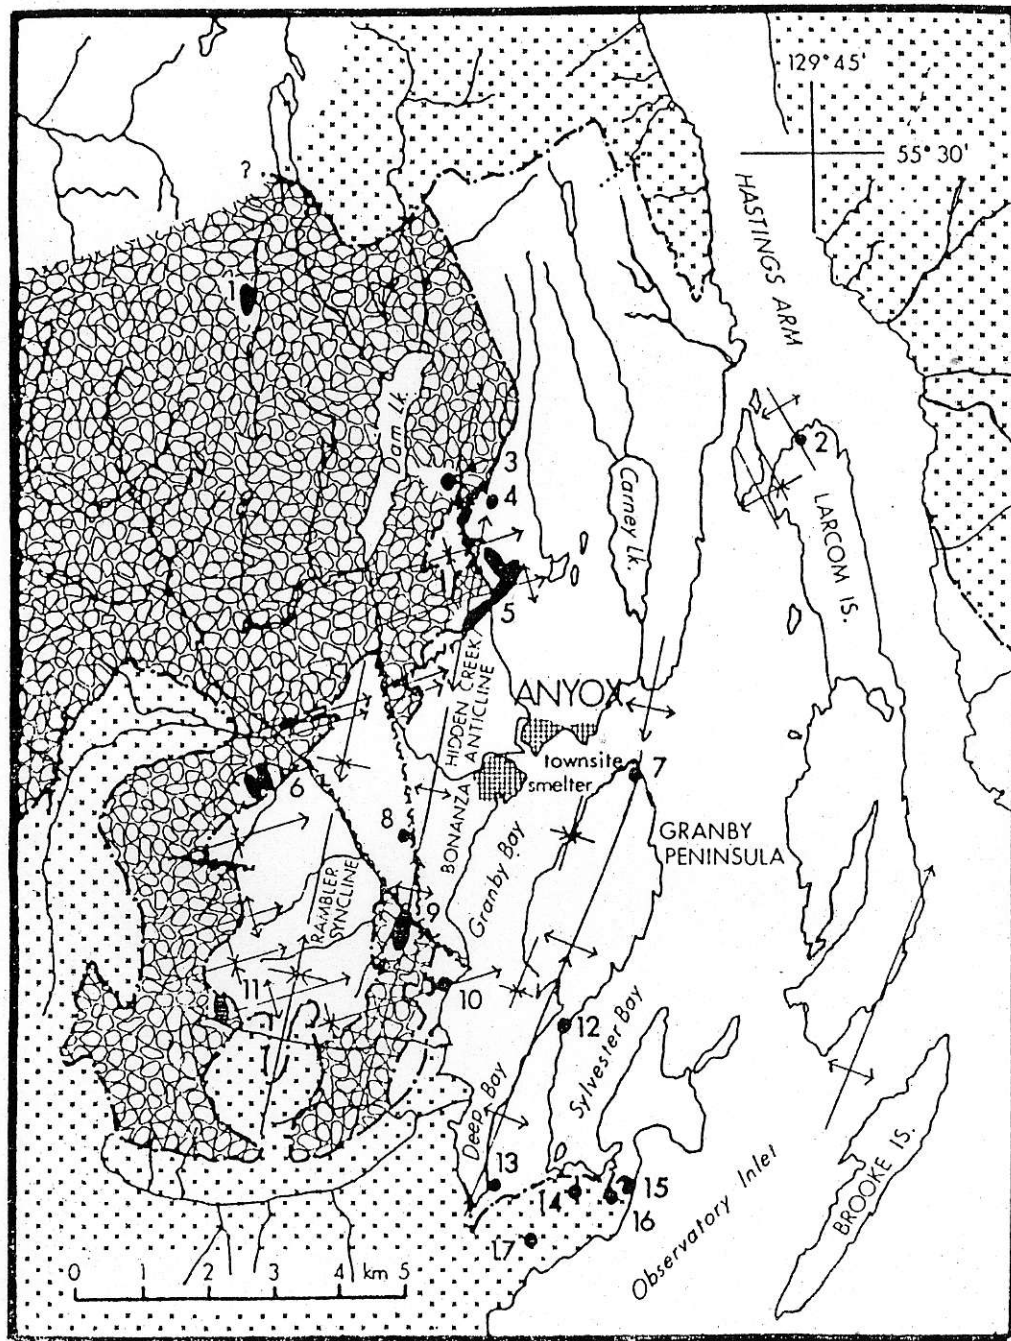 129° 45'
55° 30'
?
HASTINGS ARM
1
Dam Lk.
3
2
4
Carney Lk.
LARCOM IS.
5
HIDDEN CREEK
ANTICLINE
ANYOX
townsite
smelter
7
6
8
BONANZA
GRANBY
PENINSULA
Granby Bay
RAMBLER
SYNCLINE
9
11
10
12
Sylvester Bay
Deep Bay
13
14
15
16
17
BROOKE IS.
Observatory Inlet
0 1 2 3 4 km 5